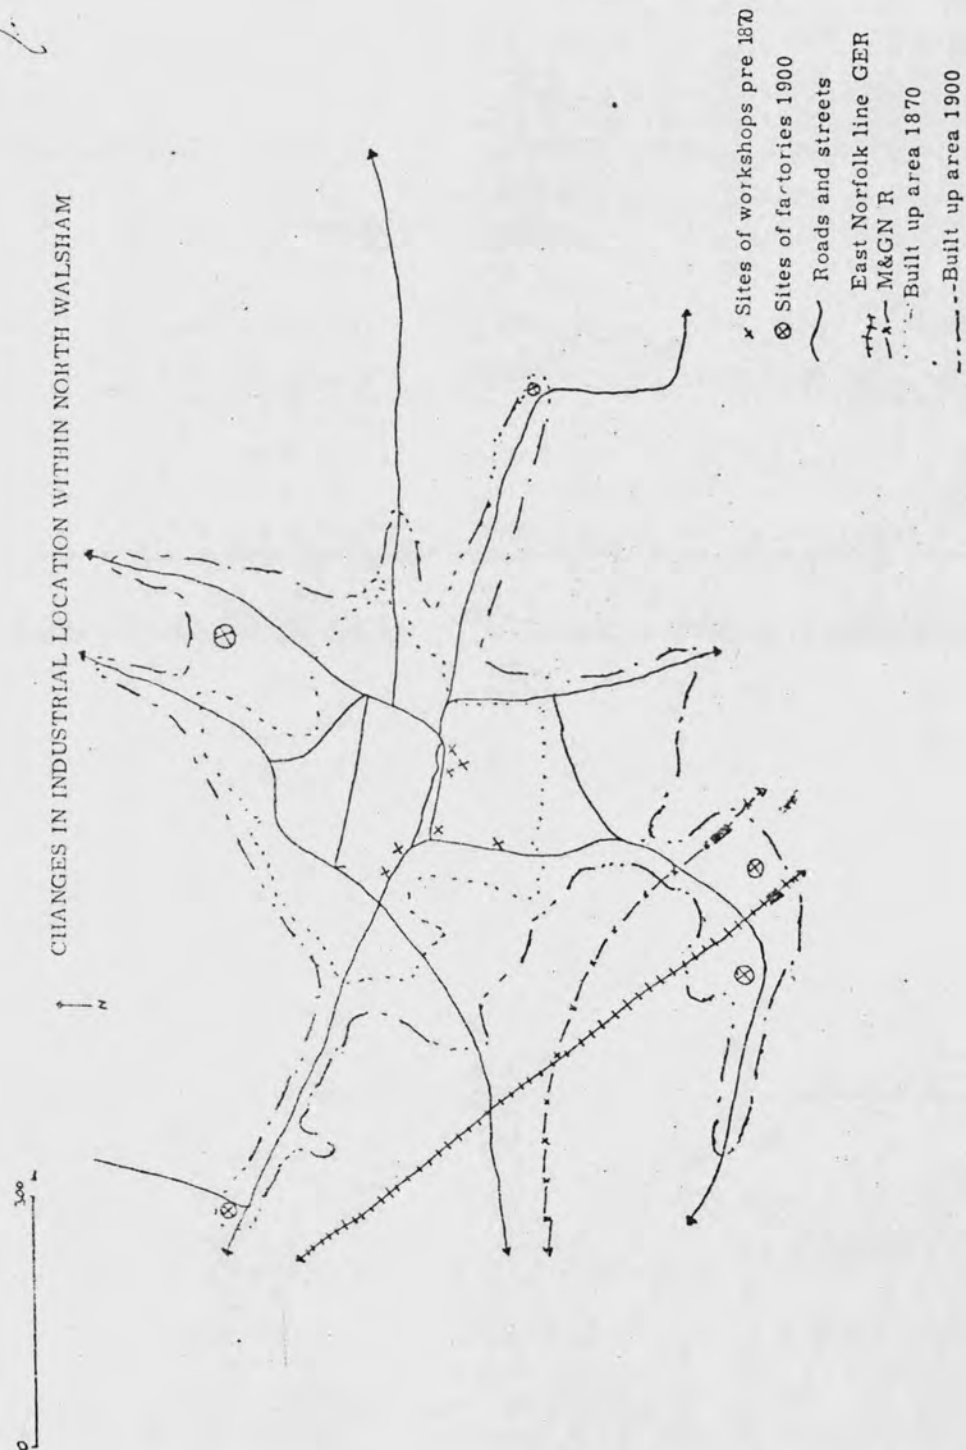 CHANGES IN INDUSTRIAL LOCATION WITHIN NORTH WALSHAM
N
0 300
x Sites of workshops pre 1870
⊗ Sites of factories 1900
Roads and streets
East Norfolk line GER
M&GN R
Built up area 1870
Built up area 1900